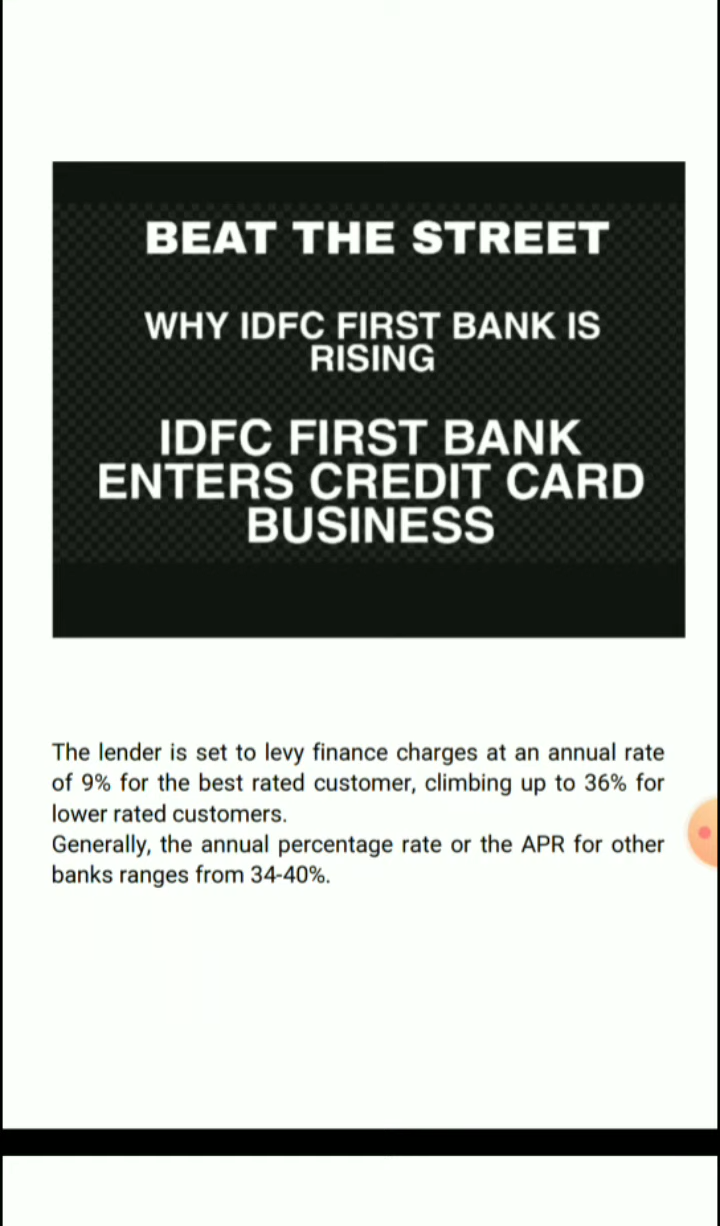 BEAT THE STREET
WHY IDFC FIRST BANK IS
RISING
IDFC FIRST BANK
ENTERS CREDIT CARD
BUSINESS
The lender is set to levy finance charges at an annual rate
of 9% for the best rated customer, climbing up to 36% for
lower rated customers.
Generally, the annual percentage rate or the APR for other
banks ranges from 34-40%.